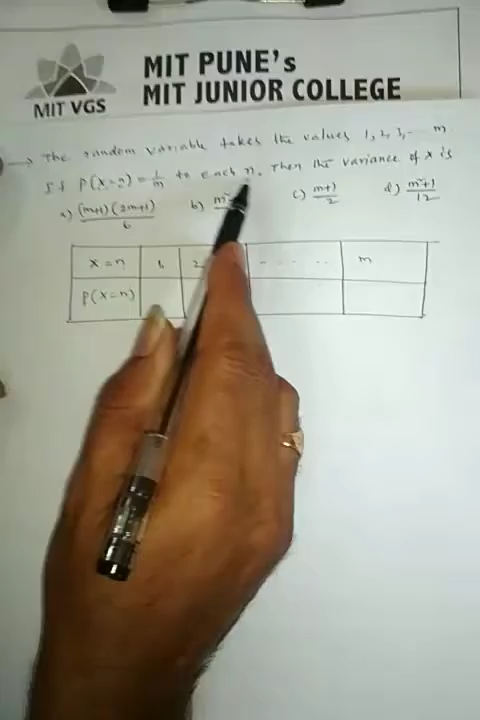 MIT PUNE's
MIT JUNIOR COLLEGE
MIT VGS
→ The random variable takes the values 1, 2, 3, ... m
If P(X=n) = 1/m to each n. Then the variance of x is
a) (m+1)(2m+1)/6 b) c) m+1/2 d) m²+1/12
X=n 1 2 ..... m
P(X=n)